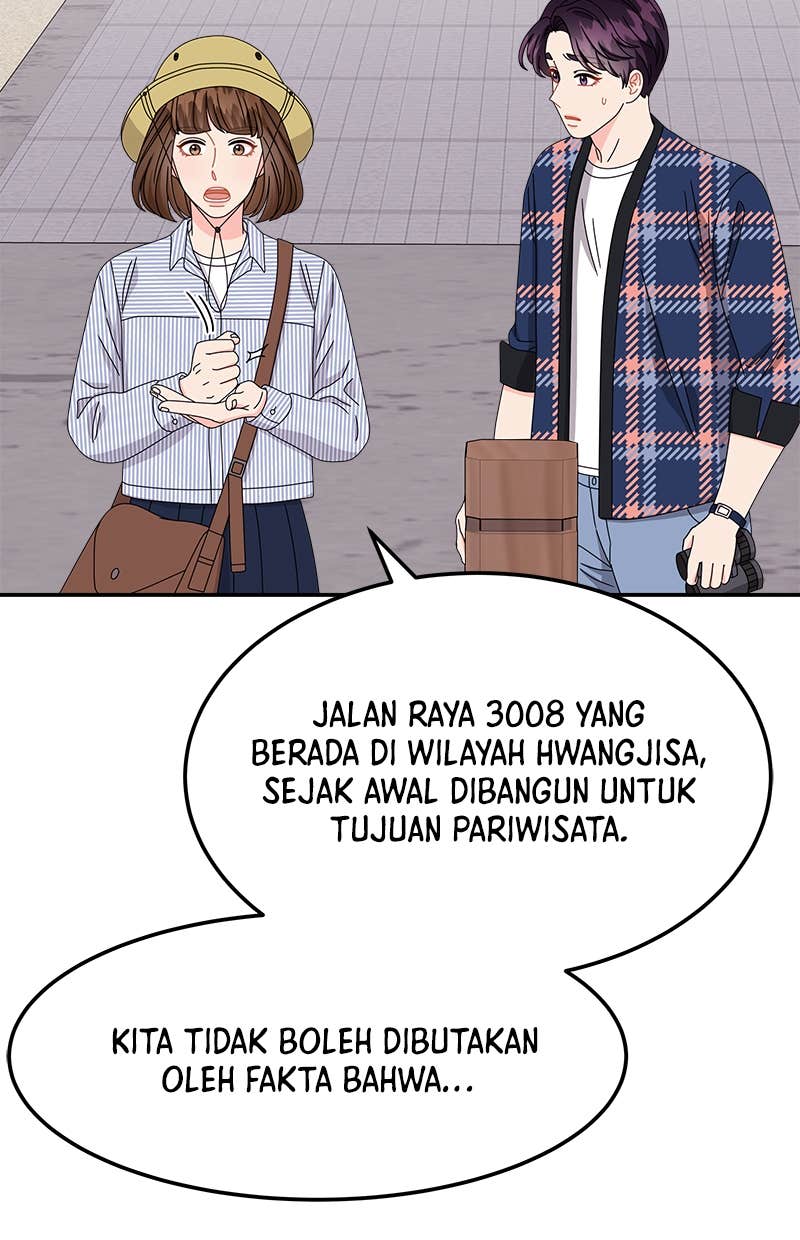 JALAN RAYA 3008 YANG
BERADA DI WILAYAH HWANGJISA,
SEJAK AWAL DIBANGUN UNTUK
TUJUAN PARIWISATA.
KITA TIDAK BOLEH DIBUTAKAN
OLEH FAKTA BAHWA...